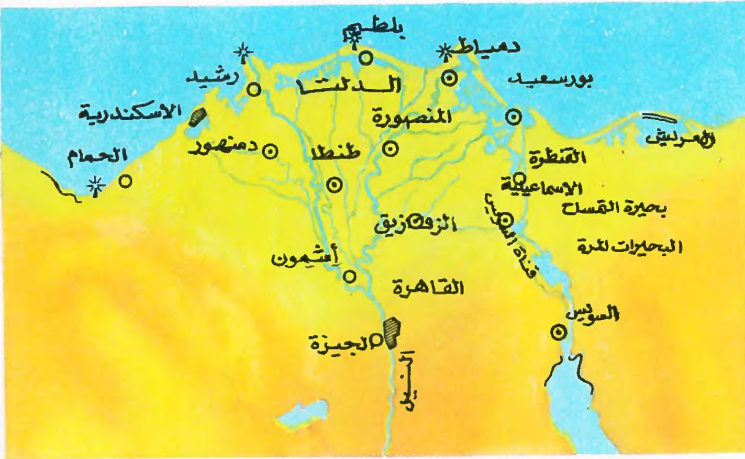 بلطيم
دمياط
رشيد
الدلتا
بورسعيد
الاسكندرية
المنصورة
العريش
دمنهور
طنطا
القنطرة
الحمام
الاسماعيلية
بحيرة التمساح
الزقازيق
قناة السويس
البحيرات المرة
أشمون
القاهرة
السويس
الجيزة
النيل